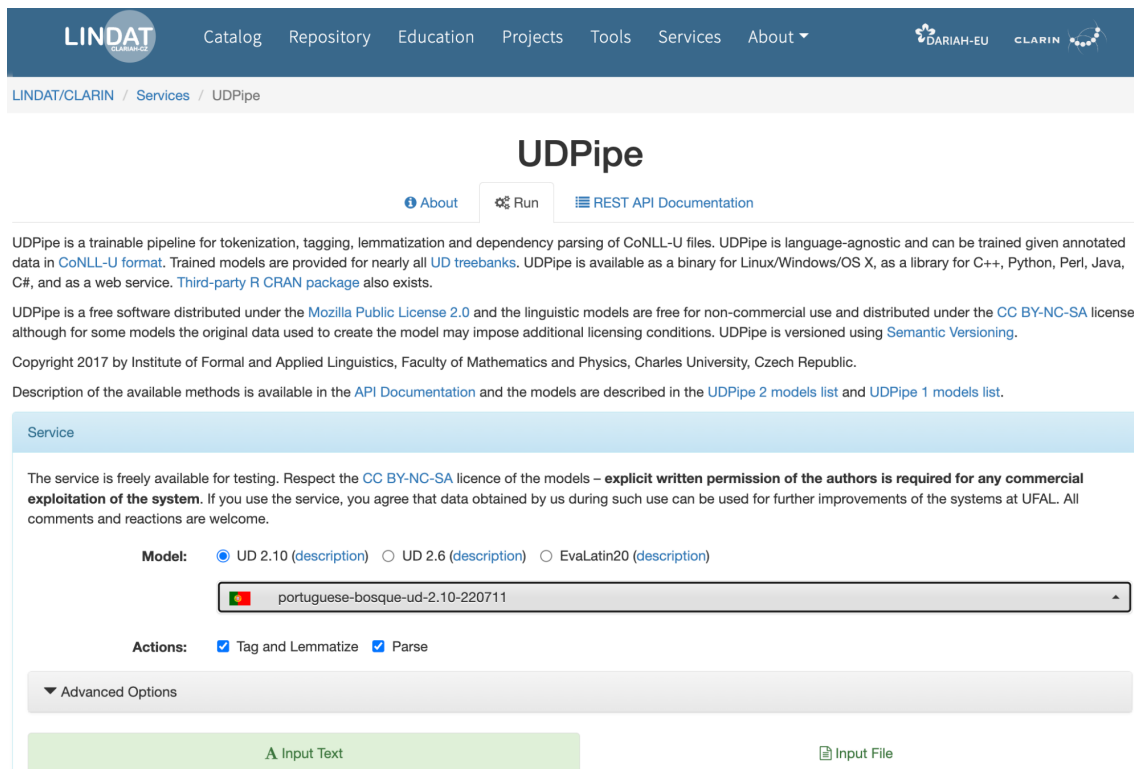 LINDAT CLARIAH-CZ Catalog Repository Education Projects Tools Services About DARIAH-EU CLARIN
LINDAT/CLARIN / Services / UDPipe
UDPipe
About Run REST API Documentation
UDPipe is a trainable pipeline for tokenization, tagging, lemmatization and dependency parsing of CoNLL-U files. UDPipe is language-agnostic and can be trained given annotated
data in CoNLL-U format. Trained models are provided for nearly all UD treebanks. UDPipe is available as a binary for Linux/Windows/OS X, as a library for C++, Python, Perl, Java,
C#, and as a web service. Third-party R CRAN package also exists.
UDPipe is a free software distributed under the Mozilla Public License 2.0 and the linguistic models are free for non-commercial use and distributed under the CC BY-NC-SA license
although for some models the original data used to create the model may impose additional licensing conditions. UDPipe is versioned using Semantic Versioning.
Copyright 2017 by Institute of Formal and Applied Linguistics, Faculty of Mathematics and Physics, Charles University, Czech Republic.
Description of the available methods is available in the API Documentation and the models are described in the UDPipe 2 models list and UDPipe 1 models list.
Service
The service is freely available for testing. Respect the CC BY-NC-SA licence of the models – explicit written permission of the authors is required for any commercial
exploitation of the system. If you use the service, you agree that data obtained by us during such use can be used for further improvements of the systems at UFAL. All
comments and reactions are welcome.
Model: UD 2.10 (description) UD 2.6 (description) EvaLatin20 (description)
portuguese-bosque-ud-2.10-220711
Actions: Tag and Lemmatize Parse
Advanced Options
A Input Text Input File